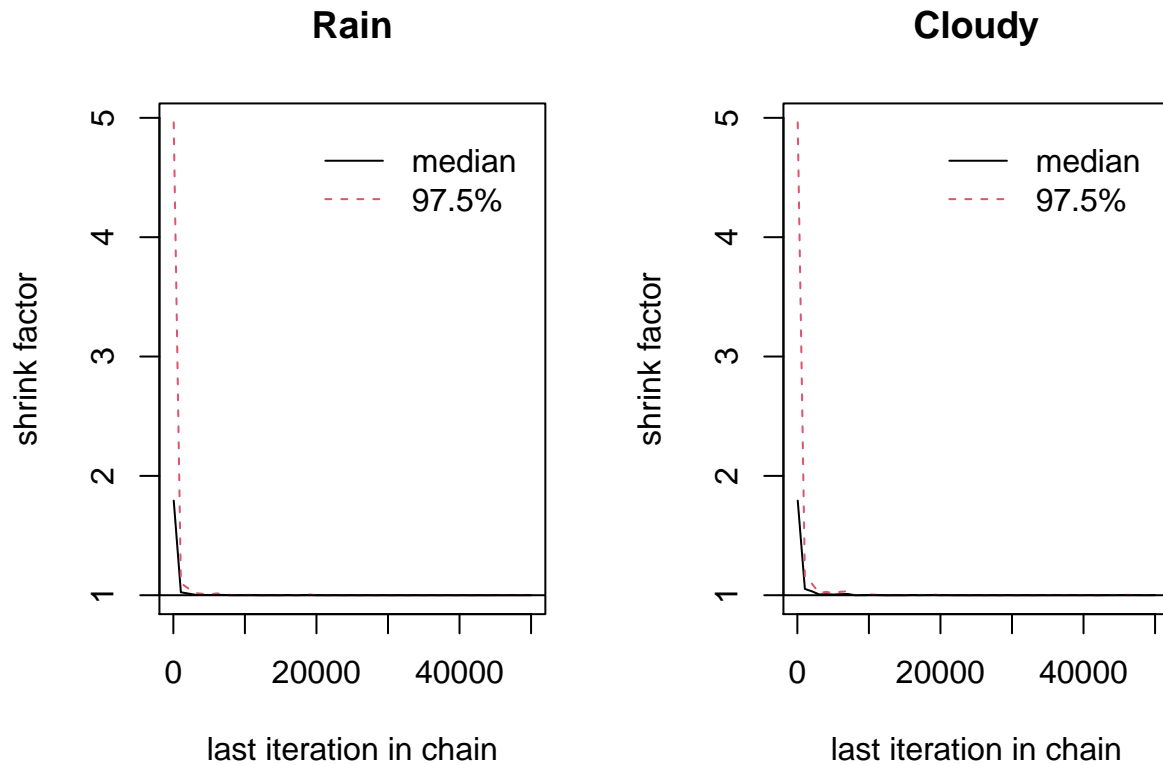 Rain
shrink factor
5
4
3
2
1
median
97.5%
0 20000 40000
last iteration in chain
Cloudy
shrink factor
5
4
3
2
1
median
97.5%
0 20000 40000
last iteration in chain